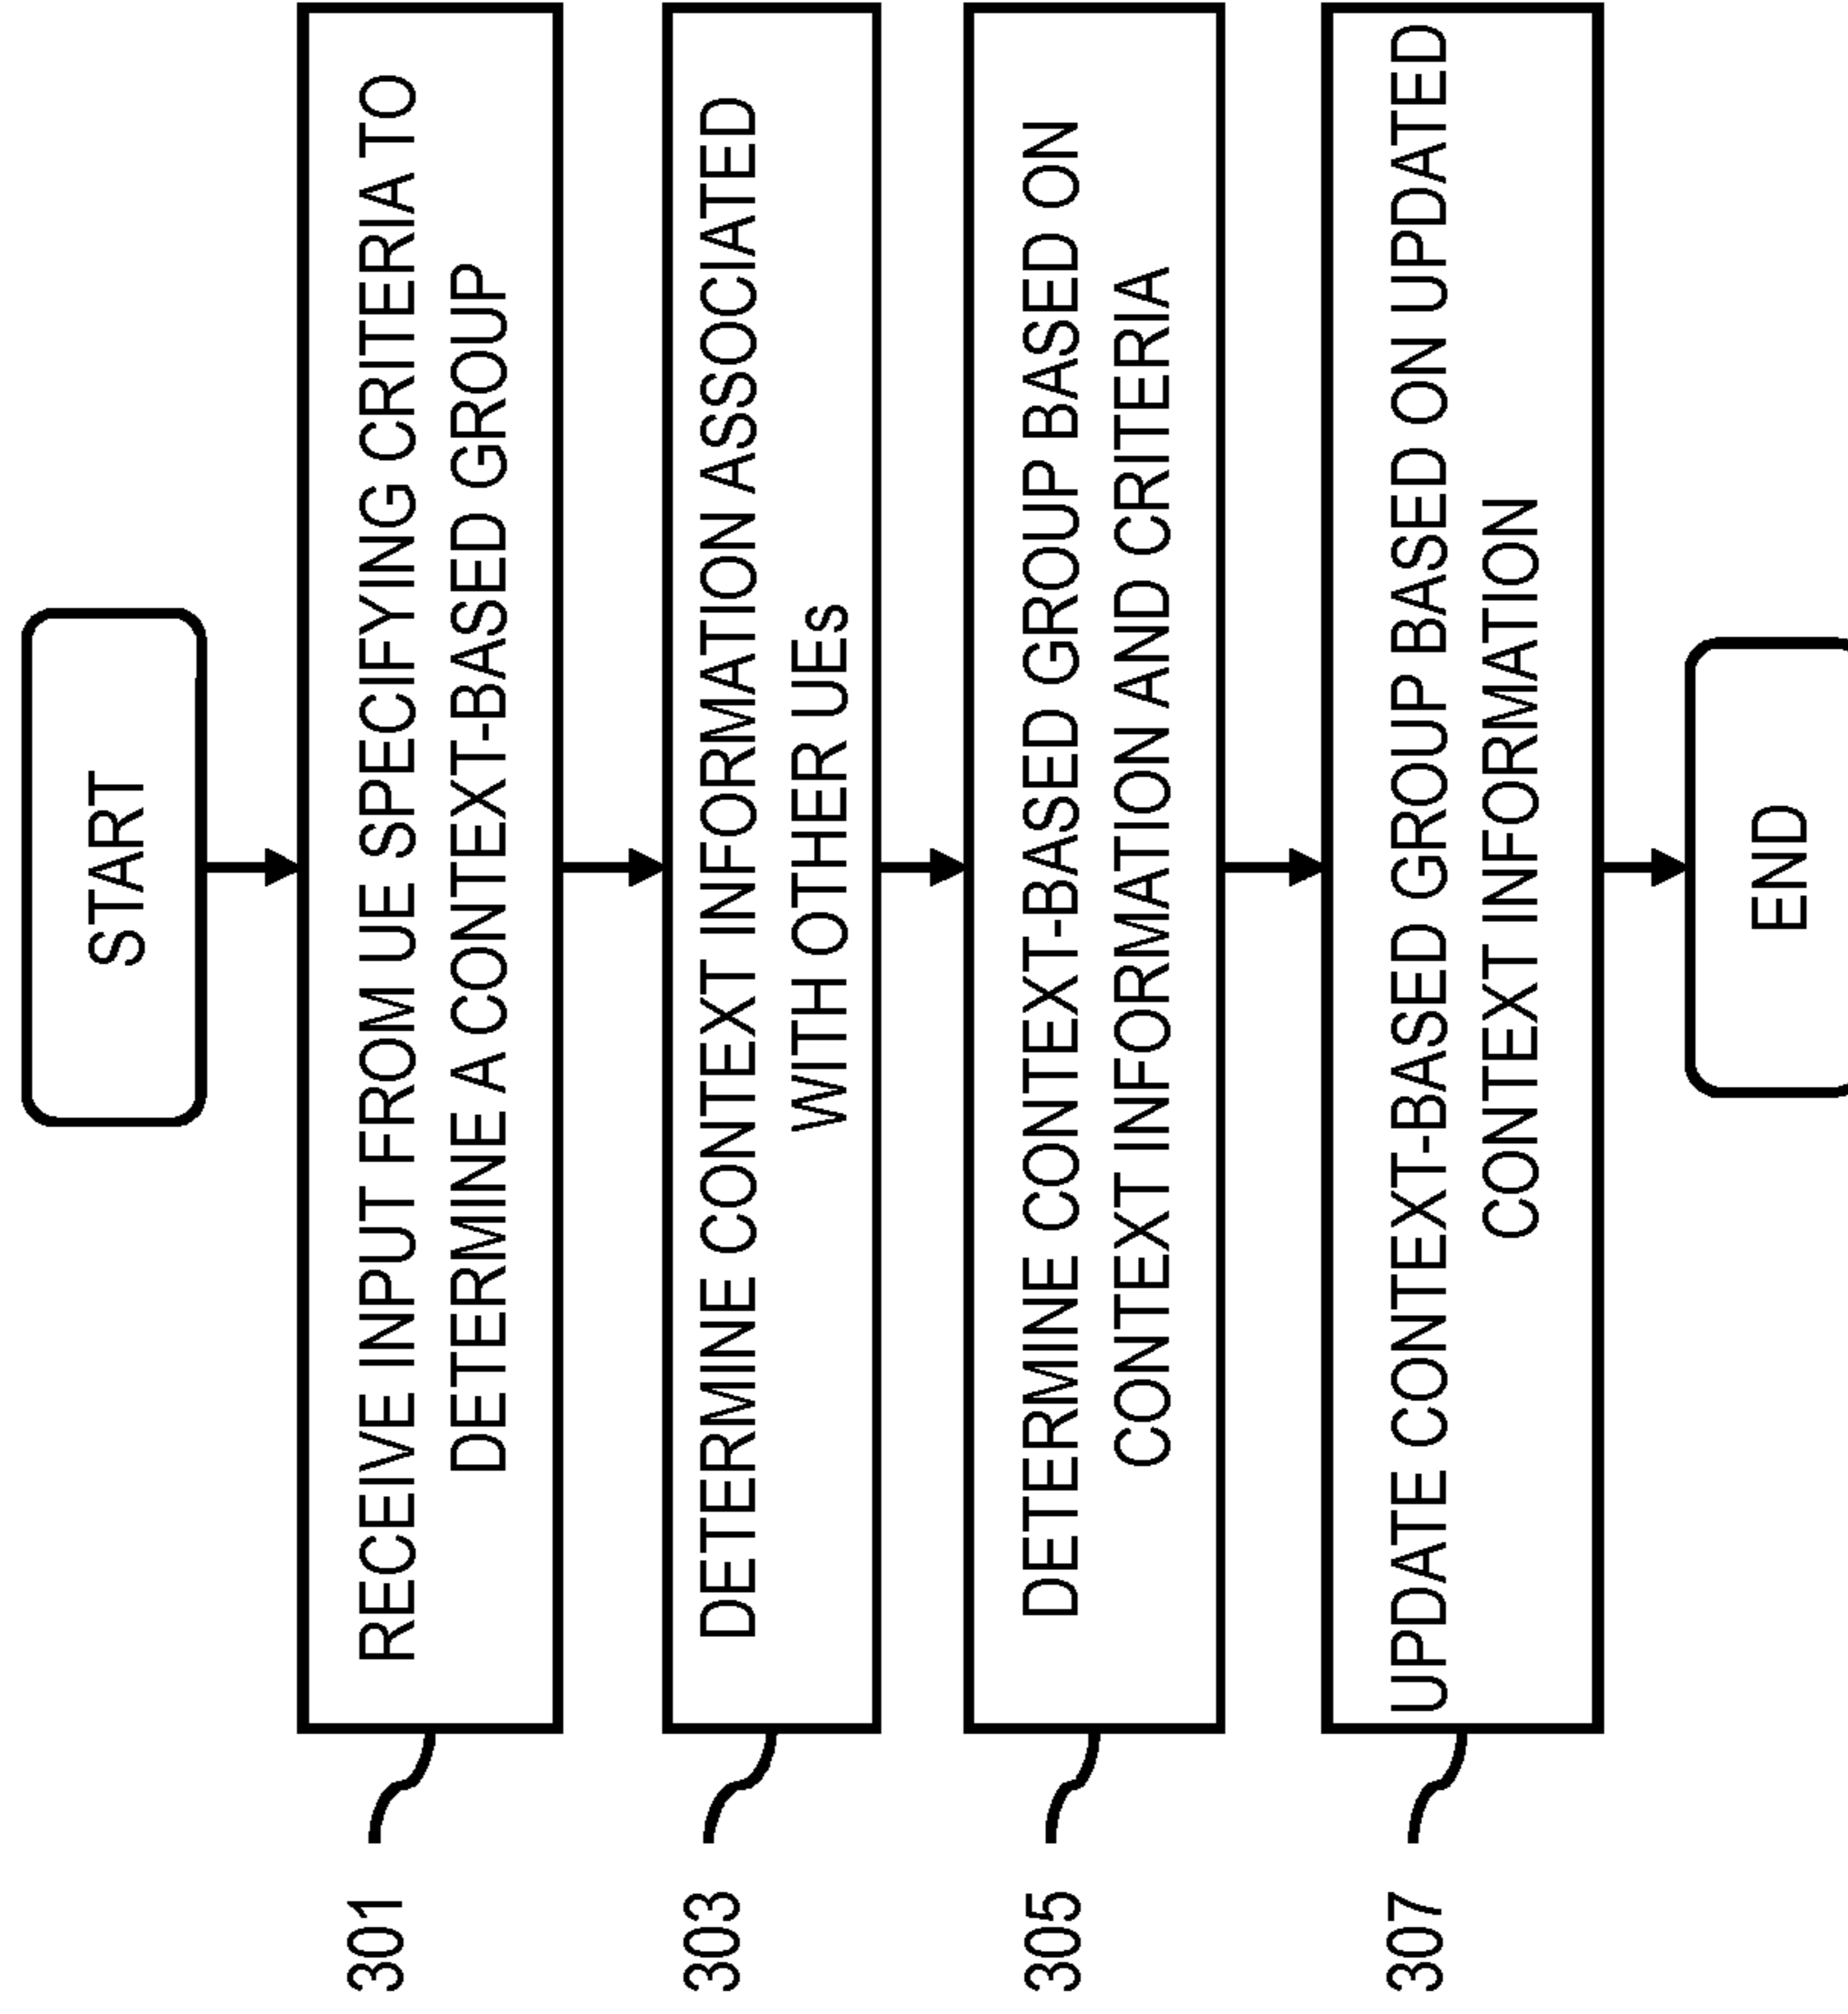 START
301
RECEIVE INPUT FROM UE SPECIFYING CRITERIA TO
DETERMINE A CONTEXT-BASED GROUP
303
DETERMINE CONTEXT INFORMATION ASSOCIATED
WITH OTHER UEs
305
DETERMINE CONTEXT-BASED GROUP BASED ON
CONTEXT INFORMATION AND CRITERIA
307
UPDATE CONTEXT-BASED GROUP BASED ON UPDATED
CONTEXT INFORMATION
END